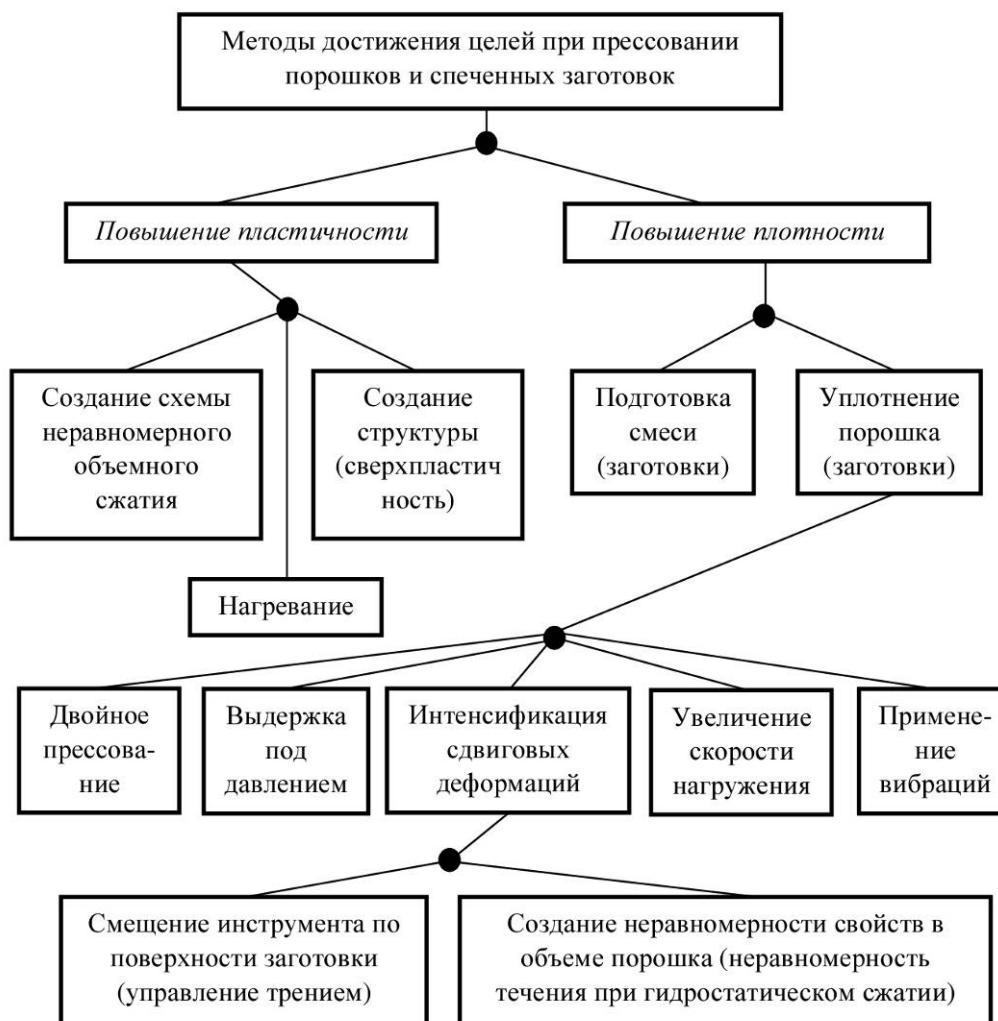 Методы достижения целей при прессовании
порошков и спеченных заготовок
Повышение пластичности
Повышение плотности
Создание схемы
неравномерного
объемного
сжатия
Создание
структуры
(сверхпластич
ность)
Подготовка
смеси
(заготовки)
Уплотнение
порошка
(заготовки)
Нагревание
Двойное
прессова-
ние
Выдержка
под
давлением
Интенсификация
сдвиговых
деформаций
Увеличение
скорости
нагружения
Примене-
ние
вибраций
Смещение инструмента по
поверхности заготовки
(управление трением)
Создание неравномерности свойств в
объеме порошка (неравномерность
течения при гидростатическом сжатии)